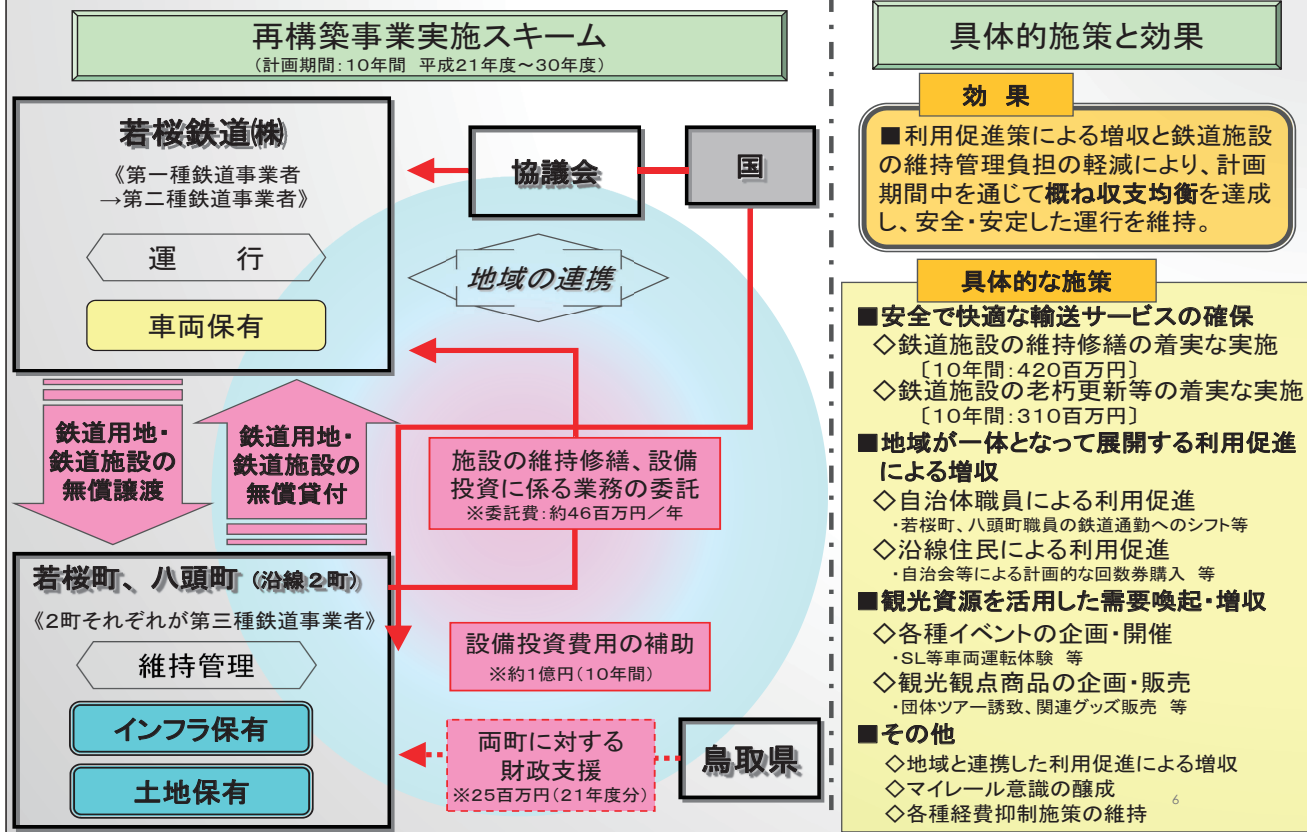 再構築事業実施スキーム
(計画期間:10年間 平成21年度～30年度)
若桜鉄道㈱
《第一種鉄道事業者
→第二種鉄道事業者》
運 行
車両保有
協議会
国
地域の連携
鉄道用地・
鉄道施設の
無償譲渡
鉄道用地・
鉄道施設の
無償貸付
施設の維持修繕、設備
投資に係る業務の委託
※委託費:約46百万円／年
若桜町、八頭町 (沿線2町)
《2町それぞれが第三種鉄道事業者》
維持管理
インフラ保有
土地保有
設備投資費用の補助
※約1億円(10年間)
両町に対する
財政支援
※25百万円(21年度分)
鳥取県
具体的施策と効果
効 果
■利用促進策による増収と鉄道施設
の維持管理負担の軽減により、計画
期間中を通じて概ね収支均衡を達成
し、安全・安定した運行を維持。
具体的な施策
■安全で快適な輸送サービスの確保
◇鉄道施設の維持修繕の着実な実施
〔10年間:420百万円〕
◇鉄道施設の老朽更新等の着実な実施
〔10年間:310百万円〕
■地域が一体となって展開する利用促進
による増収
◇自治体職員による利用促進
・若桜町、八頭町職員の鉄道通勤へのシフト等
◇沿線住民による利用促進
・自治会等による計画的な回数券購入 等
■観光資源を活用した需要喚起・増収
◇各種イベントの企画・開催
・SL等車両運転体験 等
◇観光観点商品の企画・販売
・団体ツアー誘致、関連グッズ販売 等
■その他
◇地域と連携した利用促進による増収
◇マイレール意識の醸成
◇各種経費抑制施策の維持
6